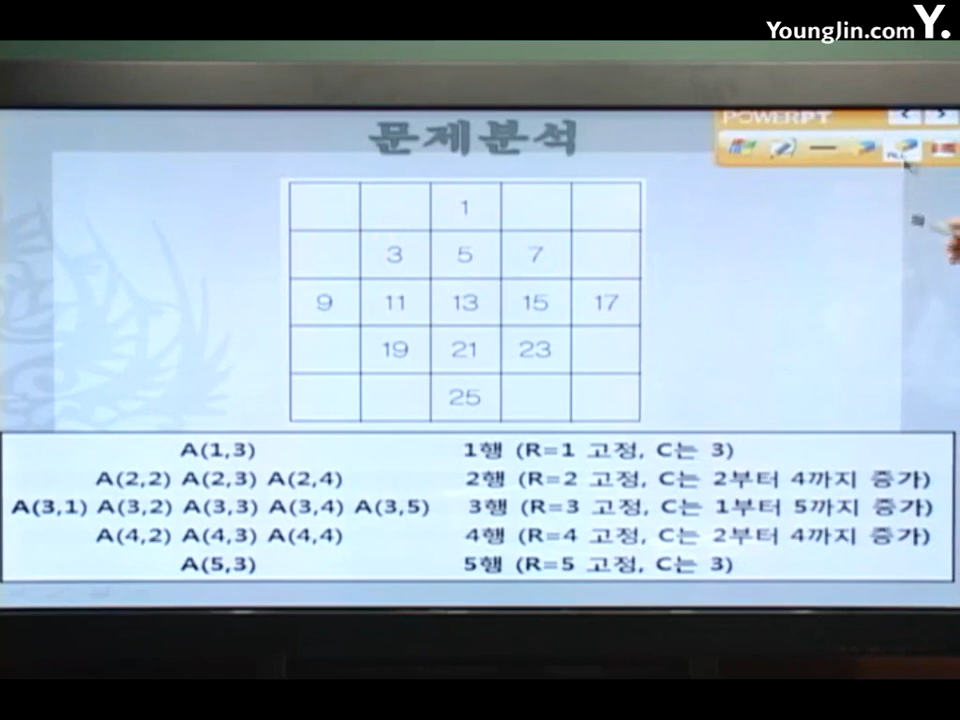 YoungJin.com Y.
POWERPT
문제분석
1
3 5 7
9 11 13 15 17
19 21 23
25
A(1,3) 1행 (R=1 고정, C는 3)
A(2,2) A(2,3) A(2,4) 2행 (R=2 고정, C는 2부터 4까지 증가)
A(3,1) A(3,2) A(3,3) A(3,4) A(3,5) 3행 (R=3 고정, C는 1부터 5까지 증가)
A(4,2) A(4,3) A(4,4) 4행 (R=4 고정, C는 2부터 4까지 증가)
A(5,3) 5행 (R=5 고정, C는 3)